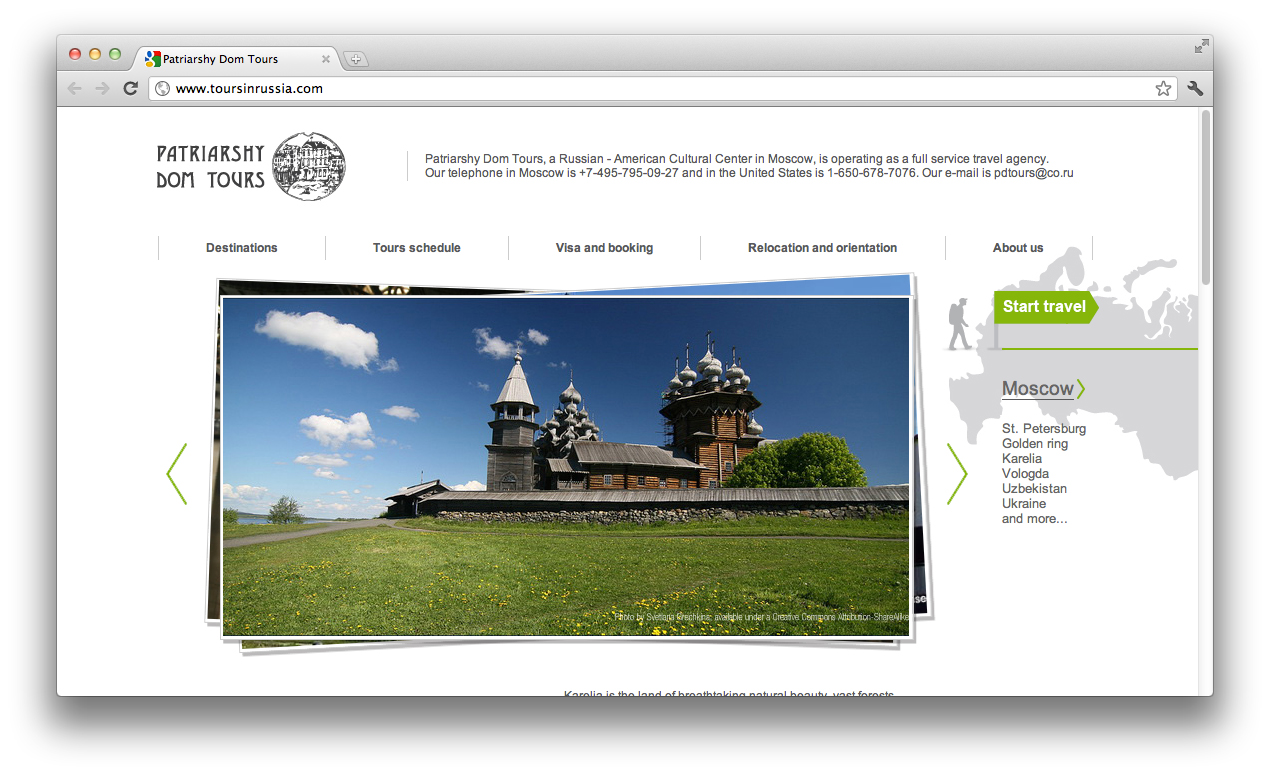 Patriarshy Dom Tours
www.toursinrussia.com
PATRIARSHY
DOM TOURS
Patriarshy Dom Tours, a Russian - American Cultural Center in Moscow, is operating as a full service travel agency.
Our telephone in Moscow is +7-495-795-09-27 and in the United States is 1-650-678-7076. Our e-mail is pdtours@co.ru
Destinations
Tours schedule
Visa and booking
Relocation and orientation
About us
Start travel
Moscow
St. Petersburg
Golden ring
Karelia
Vologda
Uzbekistan
Ukraine
and more...
Photo by Svetlana Grechkina; available under a Creative Commons Attribution-ShareAlike
Karelia is the land of breathtaking natural beauty, vast forests